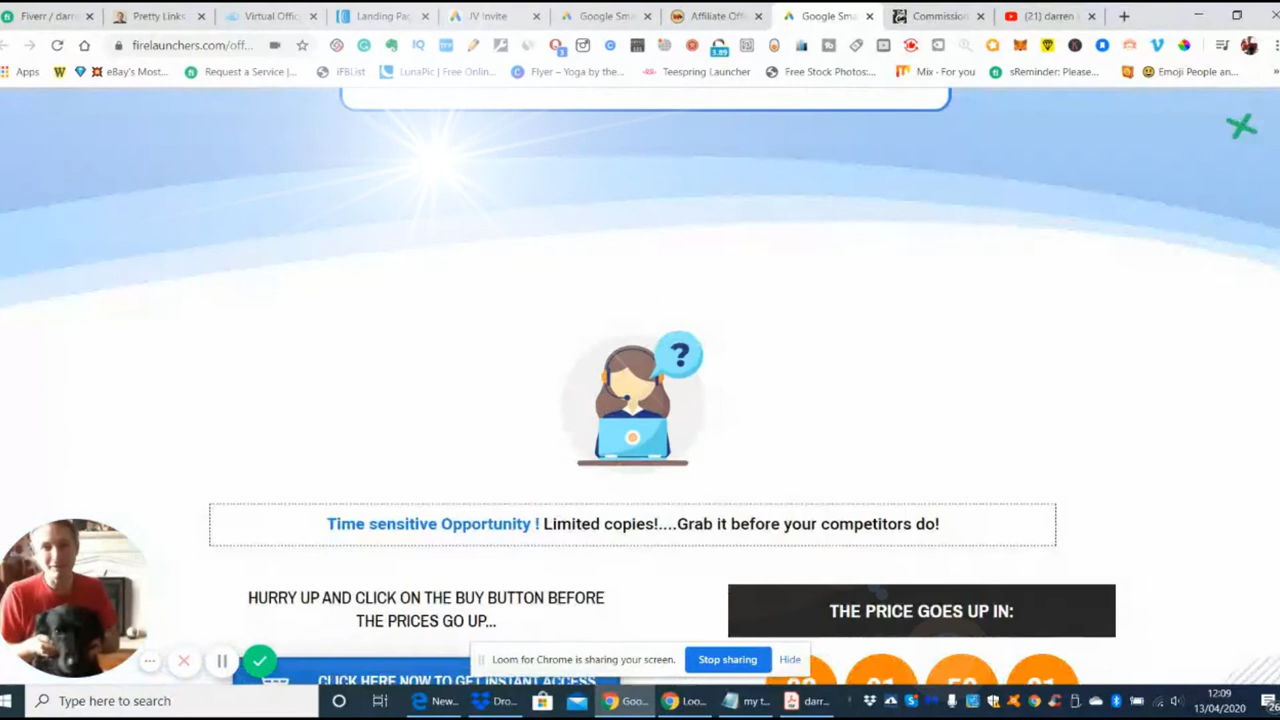 Fiverr / darr
Pretty Links
Virtual Offic
Landing Pag
JV Invite
Google Sma
Affiliate Off
Google Sma
Commission
(21) darren
firelaunchers.com/off...
Apps
eBay's Most...
Request a Service |...
iFBList
LunaPic | Free Onlin...
Flyer – Yoga by the...
Teespring Launcher
Free Stock Photos:...
Mix - For you
sReminder: Please...
Emoji People an...
?
Time sensitive Opportunity ! Limited copies!....Grab it before your competitors do!
HURRY UP AND CLICK ON THE BUY BUTTON BEFORE
THE PRICES GO UP...
THE PRICE GOES UP IN:
Loom for Chrome is sharing your screen.
Stop sharing
Hide
CLICK HERE NOW TO GET INSTANT ACCESS
Type here to search
New...
Dro...
Goo...
Loo...
my t...
darr...
12:09
13/04/2020